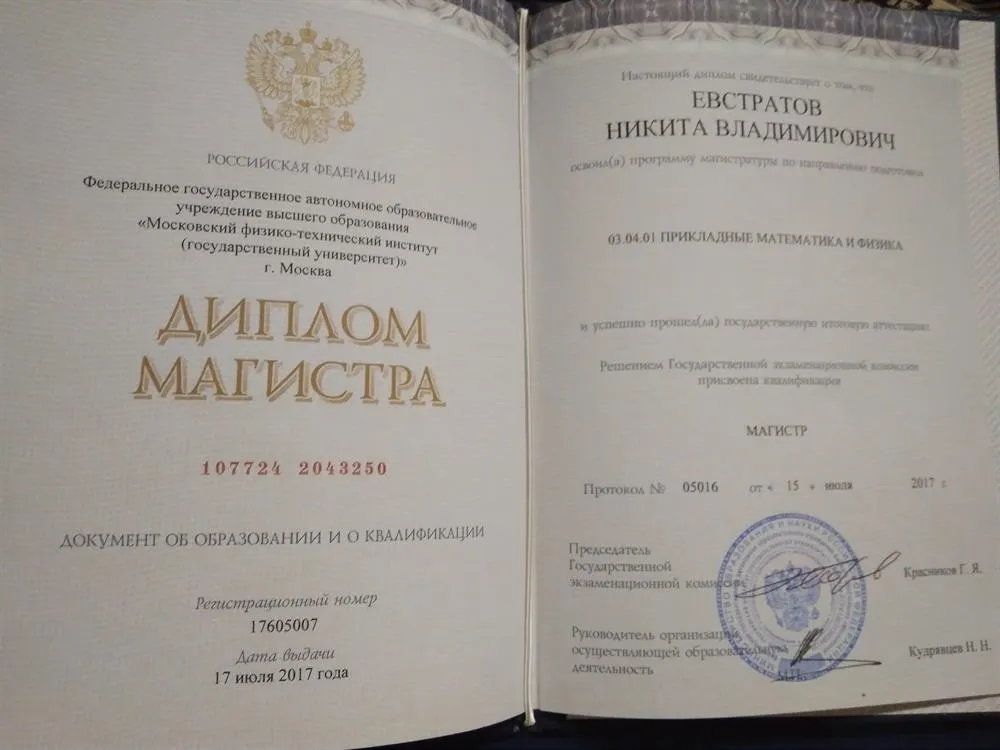 РОССИЙСКАЯ ФЕДЕРАЦИЯ
Федеральное государственное автономное образовательное
учреждение высшего образования
«Московский физико-технический институт
(государственный университет)»
г. Москва
ДИПЛОМ
МАГИСТРА
107724 2043250
ДОКУМЕНТ ОБ ОБРАЗОВАНИИ И О КВАЛИФИКАЦИИ
Регистрационный номер
17605007
Дата выдачи
17 июля 2017 года
Настоящий диплом свидетельствует о том, что
ЕВСТРАТОВ
НИКИТА ВЛАДИМИРОВИЧ
освоил(а) программу магистратуры по направлению подготовки
03.04.01 ПРИКЛАДНЫЕ МАТЕМАТИКА И ФИЗИКА
и успешно прошел(ла) государственную итоговую аттестацию
Решением Государственной экзаменационной комиссии
присвоена квалификация
МАГИСТР
Протокол № 05016 от « 15 » июля 2017 г.
Председатель
Государственной
экзаменационной комиссии
Красников Г. Я.
Руководитель организации,
осуществляющей образовательную
деятельность
Кудрявцев Н. Н.